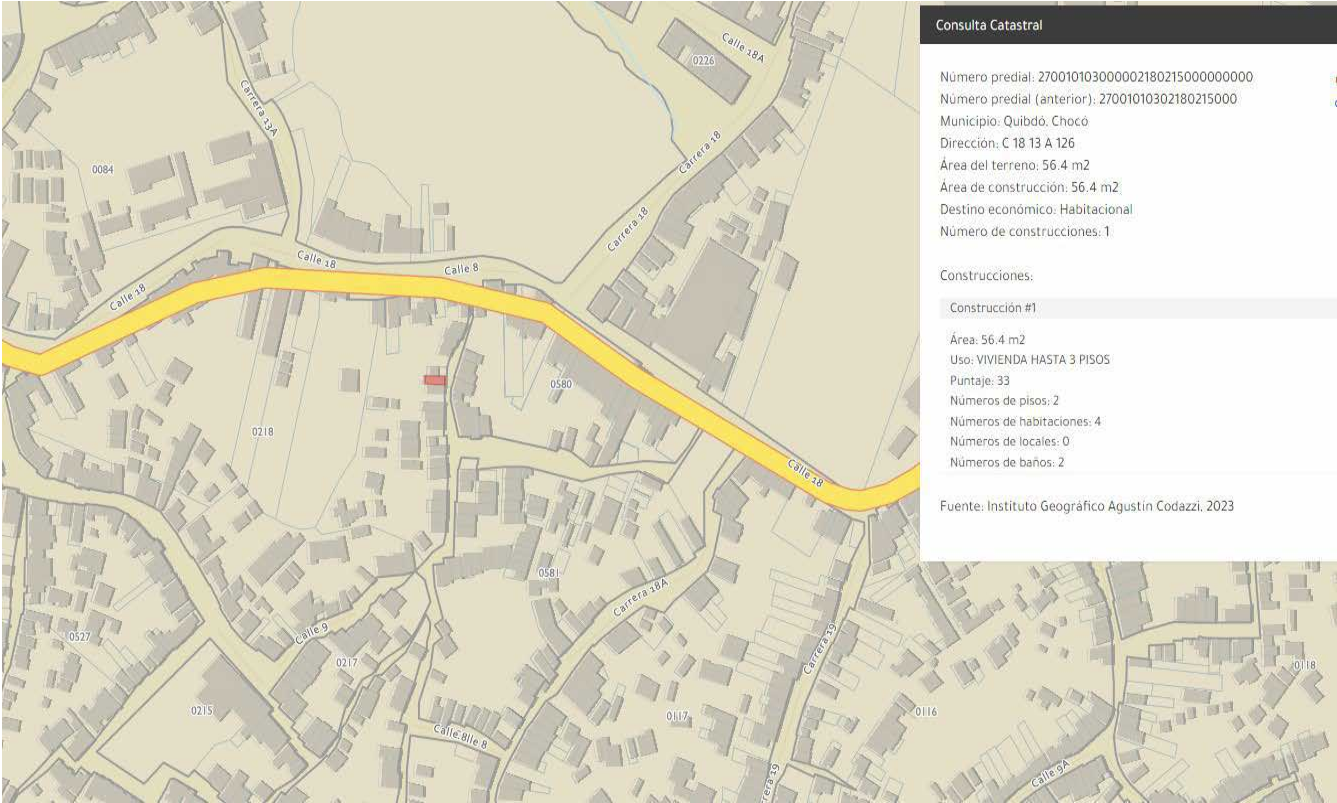 Consulta Catastral
Número predial: 270010103000002180215000000000
Número predial (anterior): 27001010302180215000
Municipio: Quibdó, Chocó
Dirección: C 18 13 A 126
Área del terreno: 56.4 m2
Área de construcción: 56.4 m2
Destino económico: Habitacional
Número de construcciones: 1
Construcciones:
Construcción #1
Área: 56.4 m2
Uso: VIVIENDA HASTA 3 PISOS
Puntaje: 33
Números de pisos: 2
Números de habitaciones: 4
Números de locales: 0
Números de baños: 2
Fuente: Instituto Geográfico Agustín Codazzi, 2023
Calle 18A
0226
Carrera 13A
Carrera 18
0084
Carrera 18
Calle 18
Calle 8
Calle 18
0580
0218
Calle 18
0581
Carrera 18A
Calle 9
0527
0217
Carrera 19
0118
0215
0117
0116
Calle 8lle 8
Calle 9A
rera 19